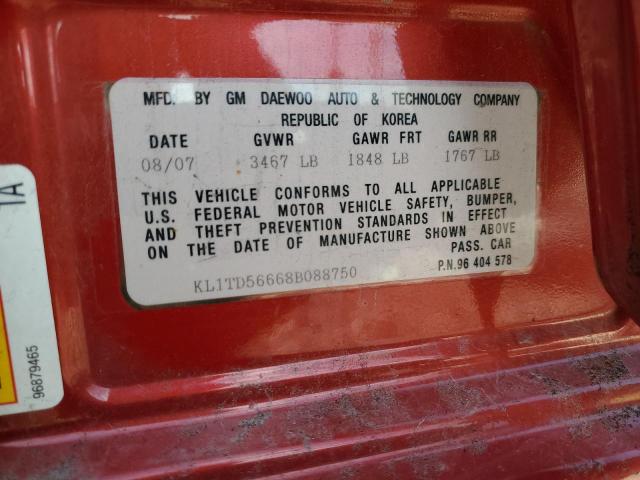 MFD. BY GM DAEWOO AUTO & TECHNOLOGY COMPANY
REPUBLIC OF KOREA
DATE GVWR GAWR FRT GAWR RR
08/07 3467 LB 1848 LB 1767 LB
THIS VEHICLE CONFORMS TO ALL APPLICABLE
U.S. FEDERAL MOTOR VEHICLE SAFETY, BUMPER,
AND THEFT PREVENTION STANDARDS IN EFFECT
ON THE DATE OF MANUFACTURE SHOWN ABOVE
PASS. CAR
KL1TD56668B088750
P.N.96 404 578
1A
96879465